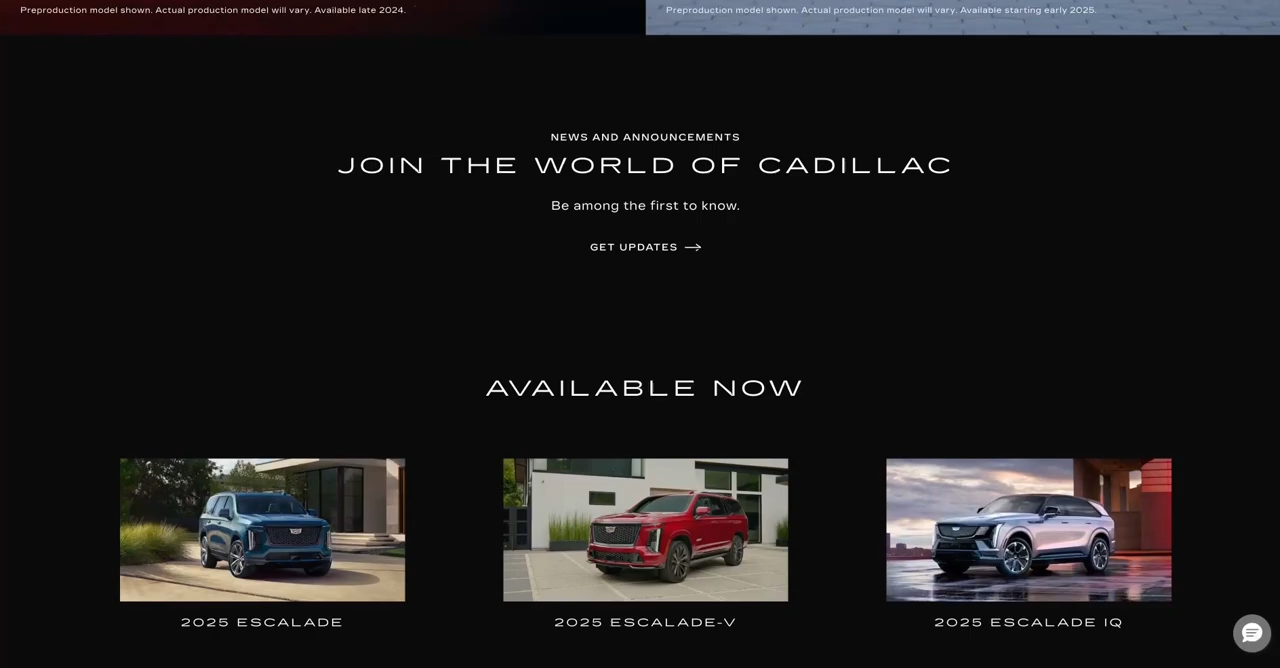 Preproduction model shown. Actual production model will vary. Available late 2024.
Preproduction model shown. Actual production model will vary. Available starting early 2025.
NEWS AND ANNOUNCEMENTS
JOIN THE WORLD OF CADILLAC
Be among the first to know.
GET UPDATES
AVAILABLE NOW
2025 ESCALADE
2025 ESCALADE-V
2025 ESCALADE IQ